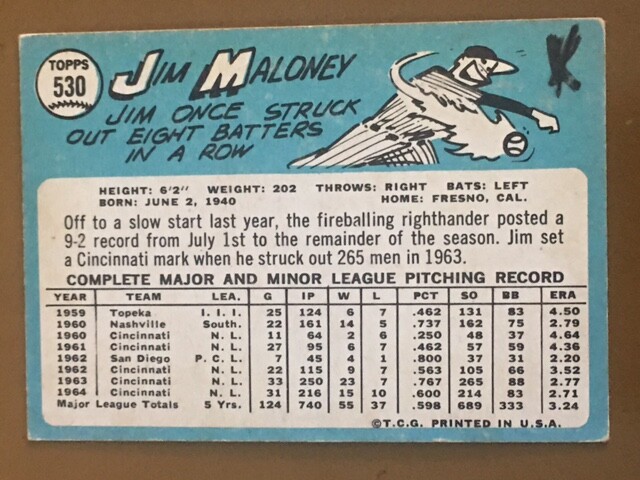 TOPPS
530
JIM MALONEY
JIM ONCE STRUCK
OUT EIGHT BATTERS
IN A ROW
HEIGHT: 6'2" WEIGHT: 202 THROWS: RIGHT BATS: LEFT
BORN: JUNE 2, 1940 HOME: FRESNO, CAL.
Off to a slow start last year, the fireballing righthander posted a
9-2 record from July 1st to the remainder of the season. Jim set
a Cincinnati mark when he struck out 265 men in 1963.
COMPLETE MAJOR AND MINOR LEAGUE PITCHING RECORD
YEAR TEAM LEA. G IP W L PCT SO BB ERA
1959 Topeka I. I. I. 25 124 6 7 .462 131 83 4.50
1960 Nashville South. 22 161 14 5 .737 162 75 2.79
1960 Cincinnati N. L. 11 64 2 6 .250 48 37 4.64
1961 Cincinnati N. L. 27 95 6 7 .462 57 59 4.36
1962 San Diego P. C. L. 7 45 4 1 .800 37 31 2.20
1962 Cincinnati N. L. 22 115 9 7 .563 105 66 3.52
1963 Cincinnati N. L. 33 250 23 7 .767 265 88 2.77
1964 Cincinnati N. L. 31 216 15 10 .600 214 83 2.71
Major League Totals 5 Yrs. 124 740 55 37 .598 689 333 3.24
©T.C.G. PRINTED IN U.S.A.